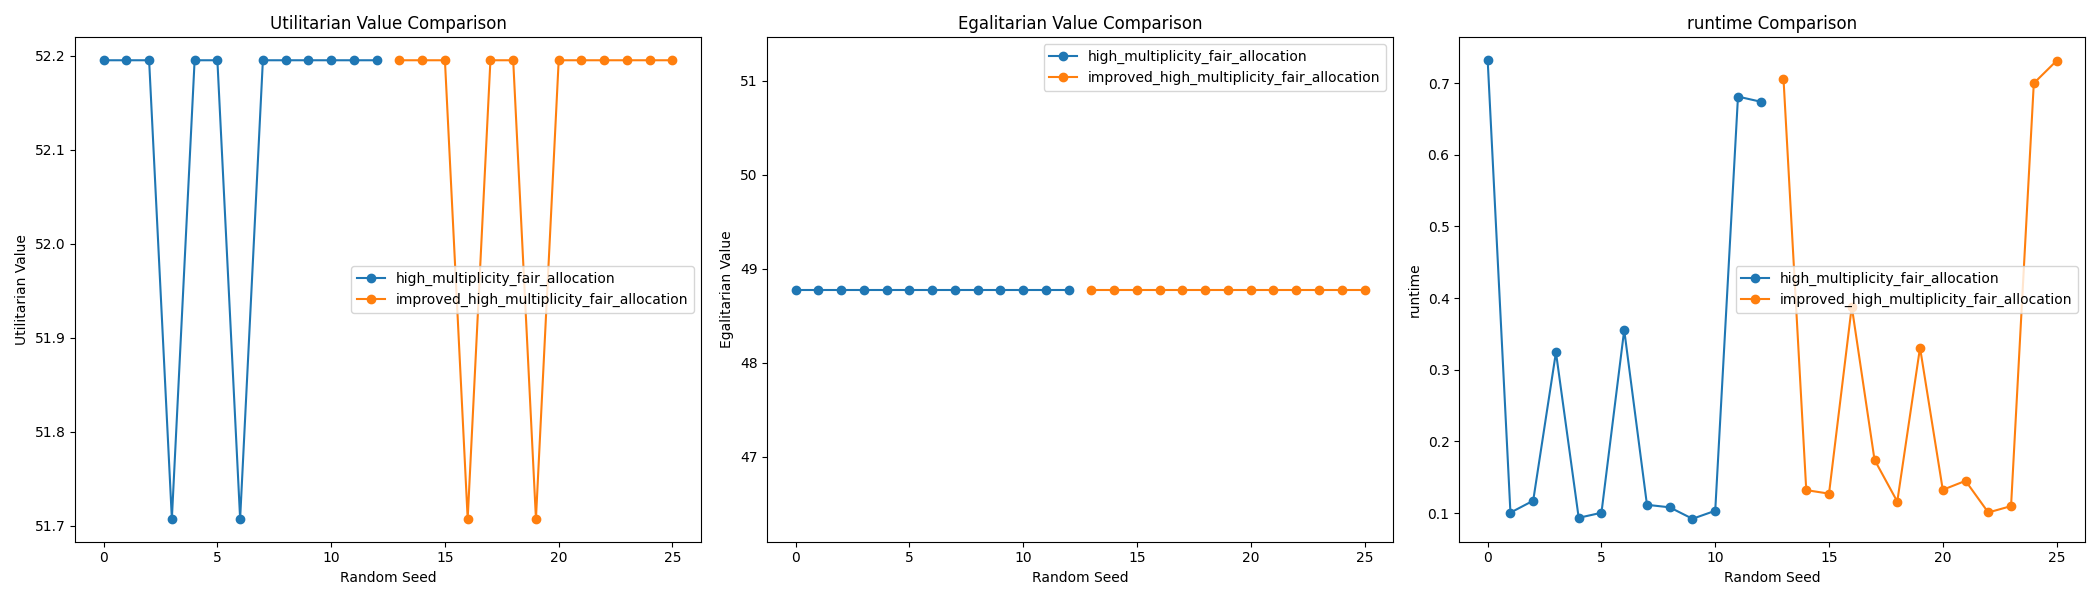 Utilitarian Value Comparison
Utilitarian Value
52.2
52.1
52.0
51.9
51.8
51.7
high_multiplicity_fair_allocation
improved_high_multiplicity_fair_allocation
0 5 10 15 20 25
Random Seed
Egalitarian Value Comparison
Egalitarian Value
51
50
49
48
47
high_multiplicity_fair_allocation
improved_high_multiplicity_fair_allocation
0 5 10 15 20 25
Random Seed
runtime Comparison
runtime
0.7
0.6
0.5
0.4
0.3
0.2
0.1
high_multiplicity_fair_allocation
improved_high_multiplicity_fair_allocation
0 5 10 15 20 25
Random Seed